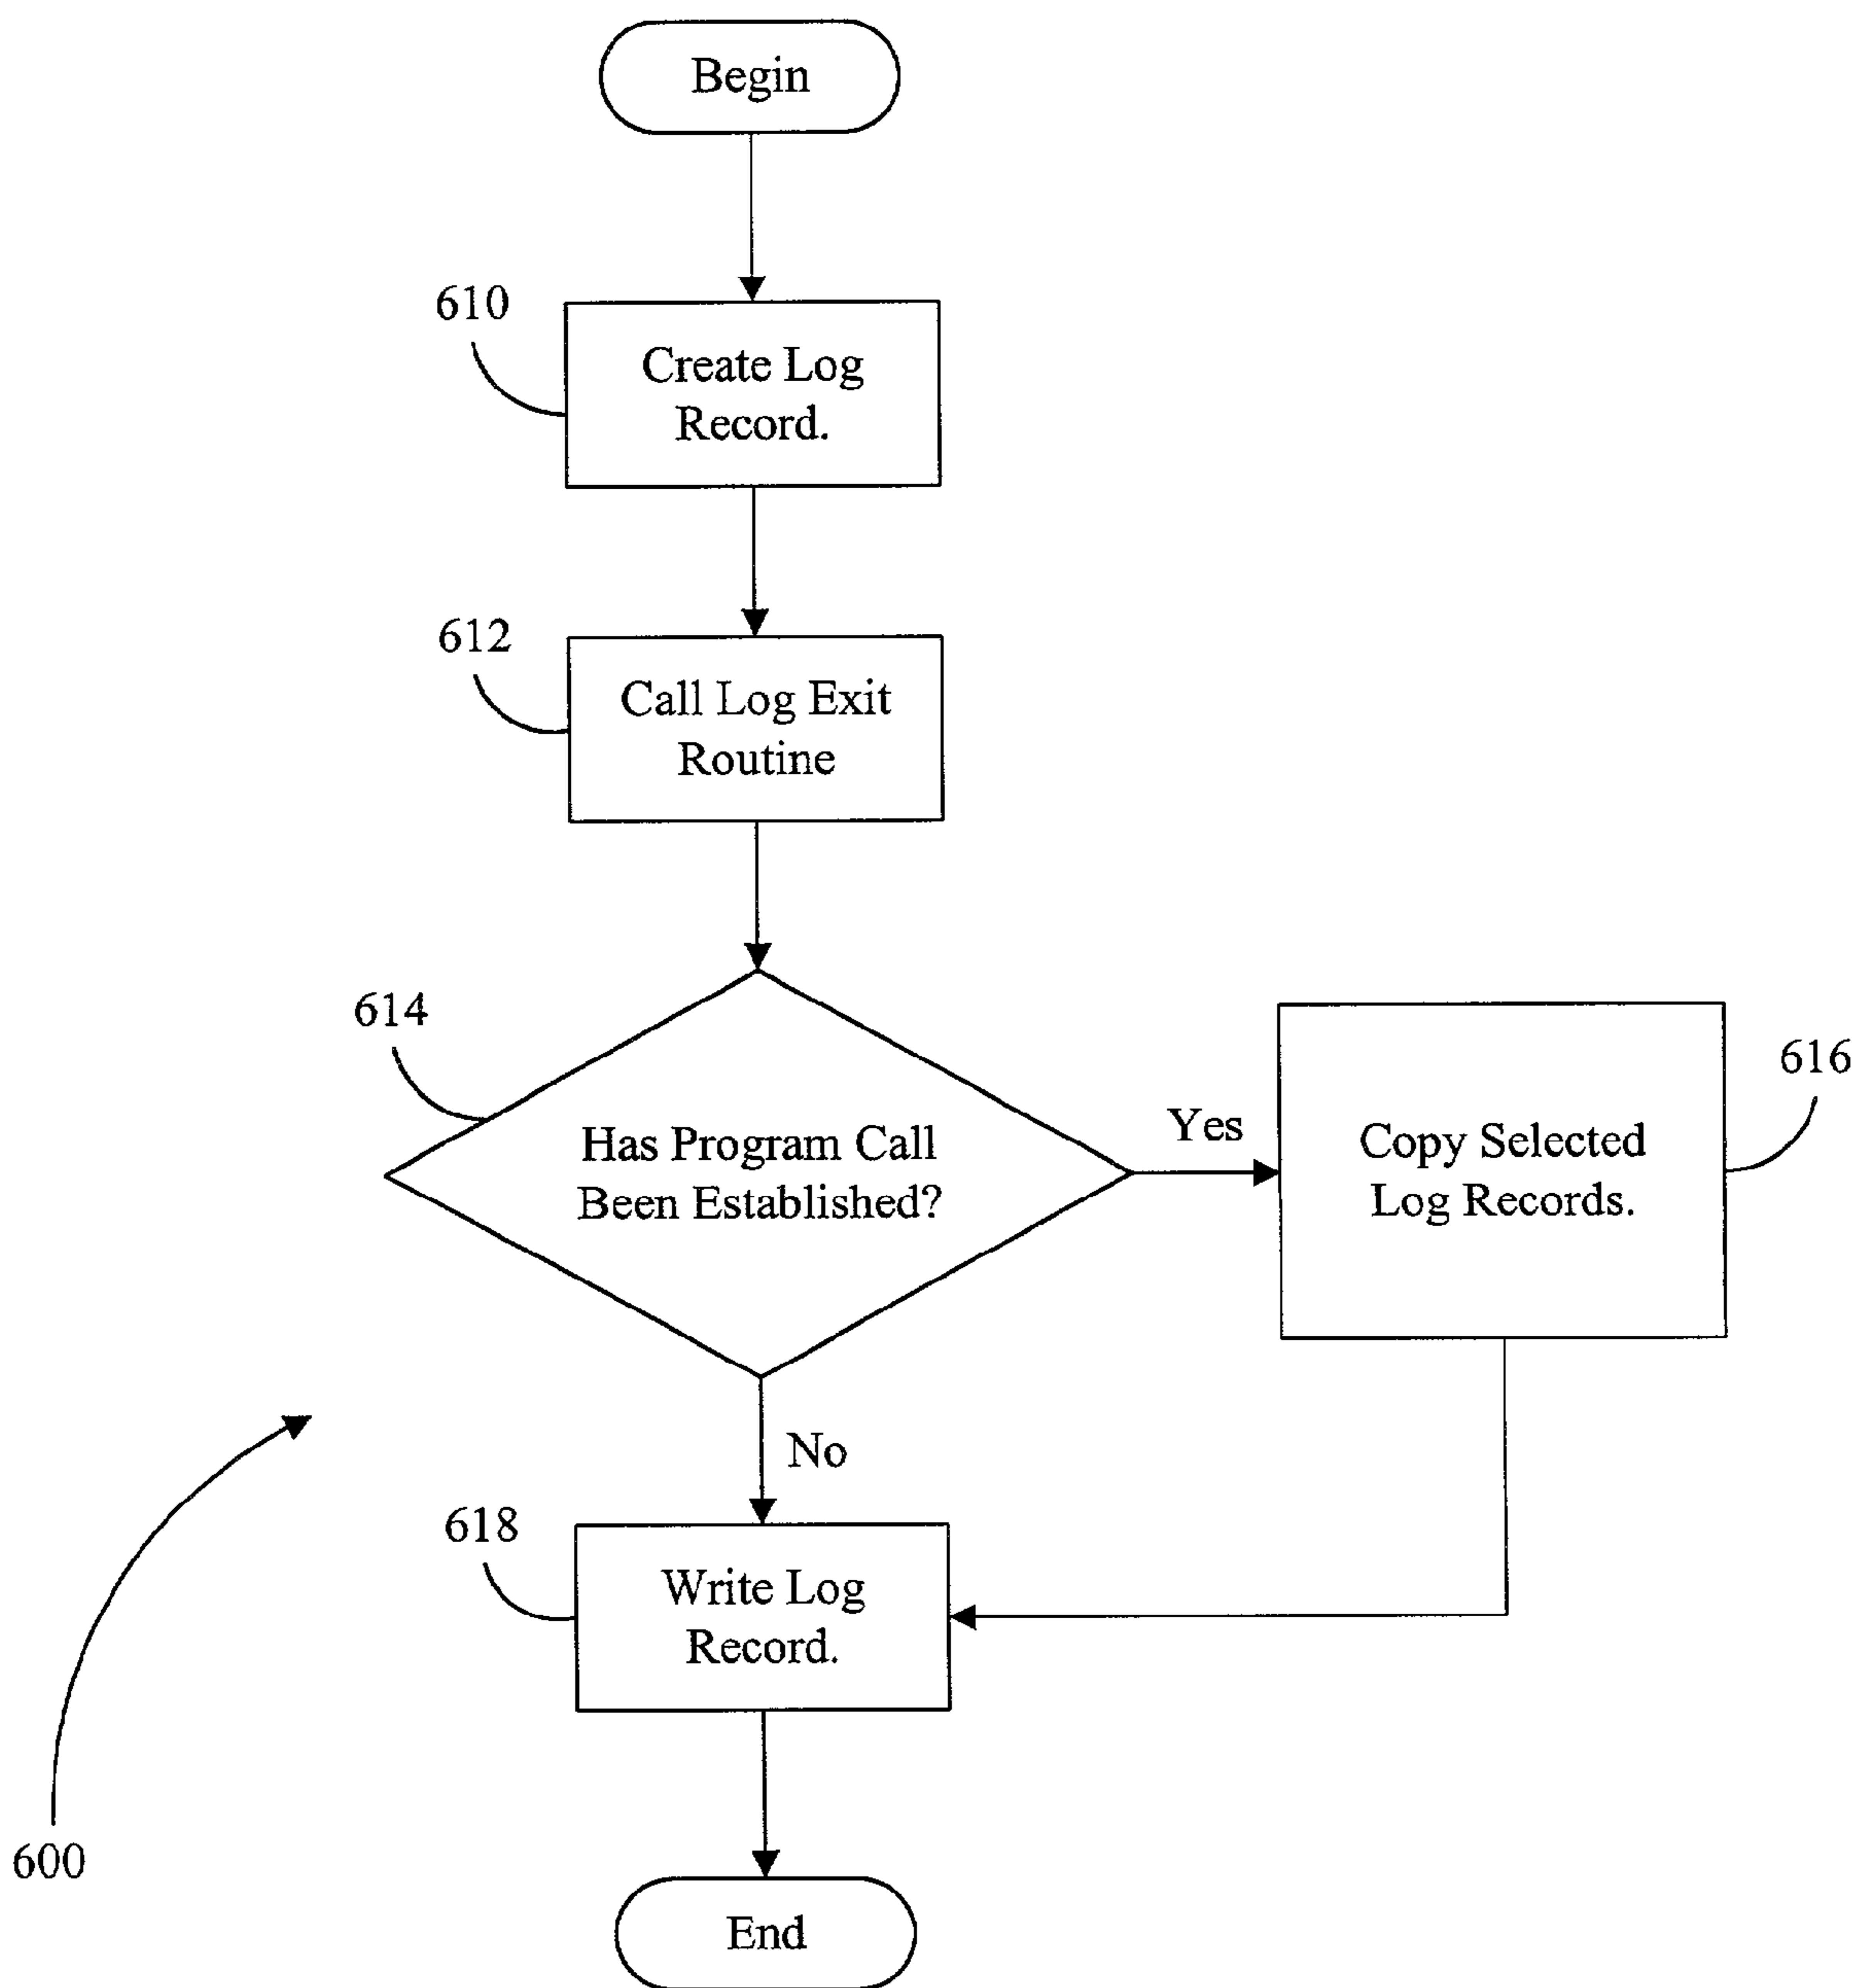 Begin
610
Create Log
Record.
612
Call Log Exit
Routine
614
Has Program Call
Been Established?
Yes
616
Copy Selected
Log Records.
No
618
Write Log
Record.
600
End